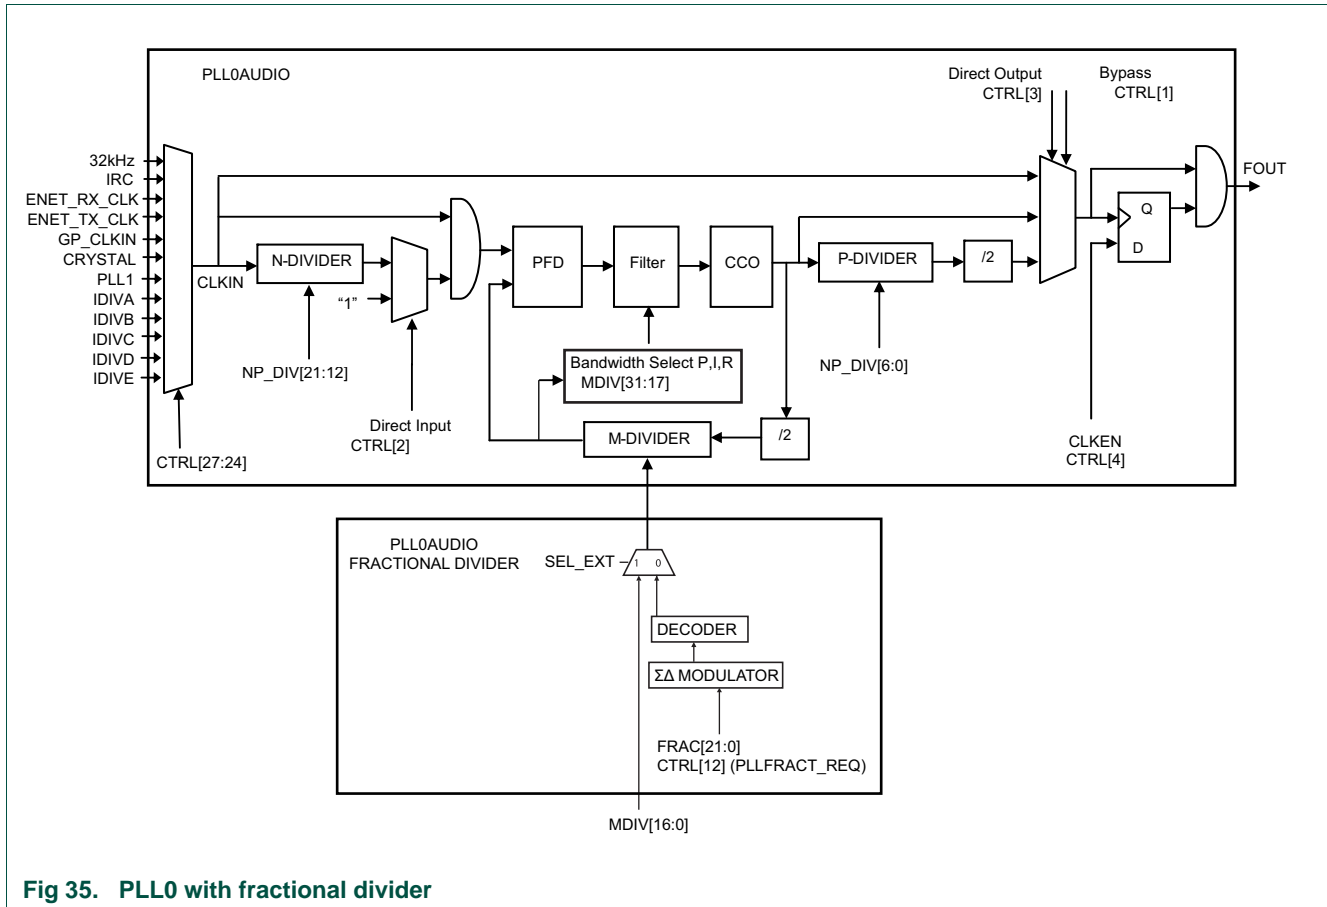 PLL0AUDIO
Direct Output
CTRL[3]
Bypass
CTRL[1]
32kHz
IRC
ENET_RX_CLK
ENET_TX_CLK
GP_CLKIN
CRYSTAL
PLL1
IDIVA
IDIVB
IDIVC
IDIVD
IDIVE
CTRL[27:24]
CLKIN
N-DIVIDER
“1”
NP_DIV[21:12]
Direct Input
CTRL[2]
PFD
Filter
CCO
P-DIVIDER
/2
NP_DIV[6:0]
Bandwidth Select P,I,R
MDIV[31:17]
M-DIVIDER
/2
Q
D
FOUT
CLKEN
CTRL[4]
PLL0AUDIO
FRACTIONAL DIVIDER
SEL_EXT
1 0
DECODER
ΣΔ MODULATOR
FRAC[21:0]
CTRL[12] (PLLFRACT_REQ)
MDIV[16:0]
Fig 35. PLL0 with fractional divider